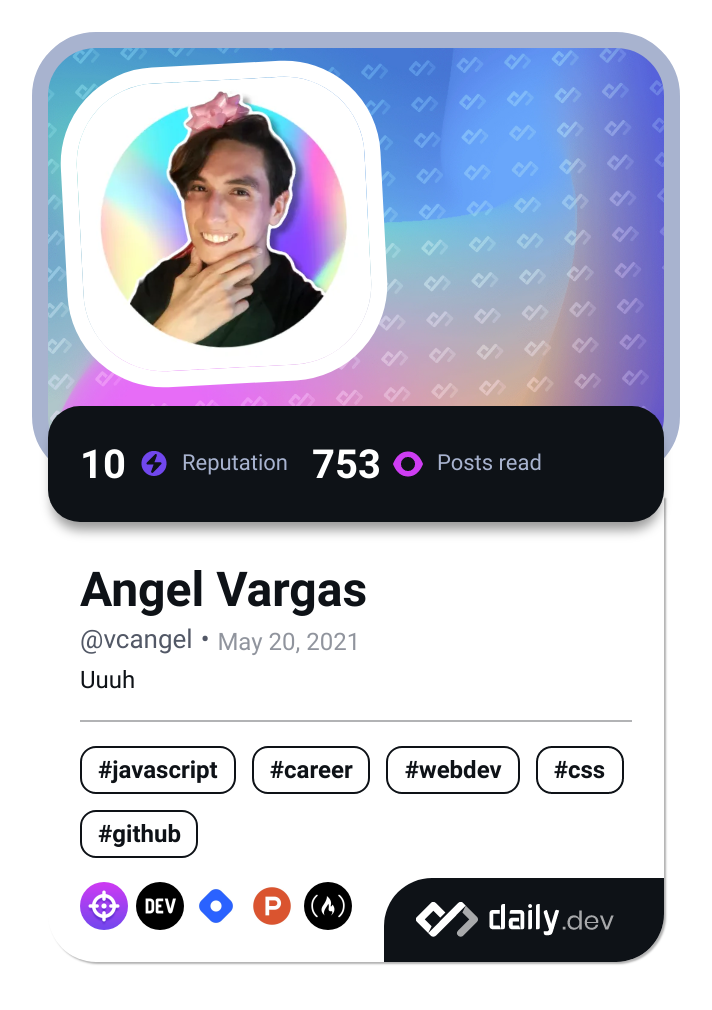 10 Reputation 753 Posts read
Angel Vargas
@vcangel • May 20, 2021
Uuuh
#javascript #career #webdev #css
#github
DEV P daily.dev